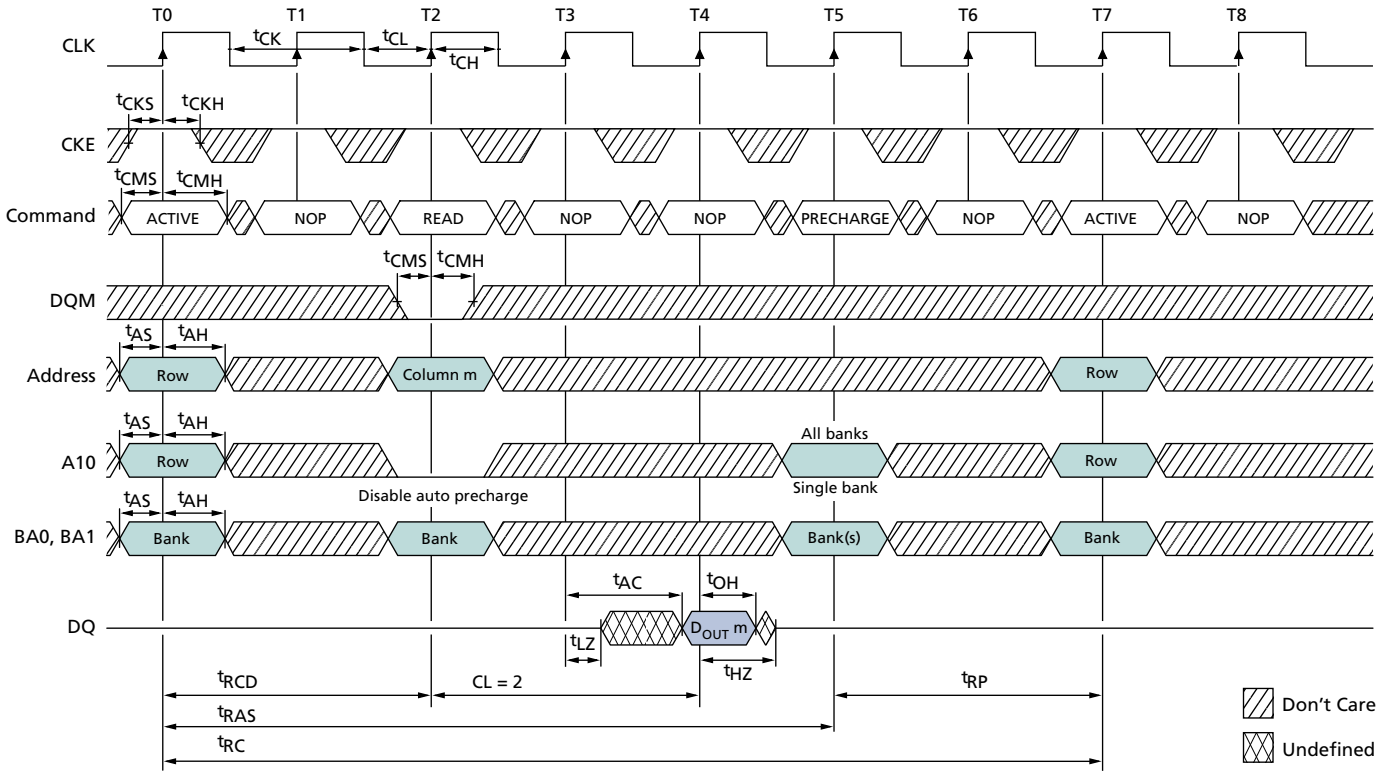 T0 T1 T2 T3 T4 T5 T6 T7 T8
CLK
tCK tCL
tCH
tCKS tCKH
CKE
tCMS tCMH
Command ACTIVE NOP READ NOP NOP PRECHARGE NOP ACTIVE NOP
tCMS tCMH
DQM
tAS tAH
Address Row Column m Row
tAS tAH
All banks
A10 Row Row
Disable auto precharge Single bank
tAS tAH
BA0, BA1 Bank Bank Bank(s) Bank
tAC tOH
DQ DOUT m
tLZ tHZ
tRCD CL = 2 tRP
tRAS
Don't Care
tRC
Undefined